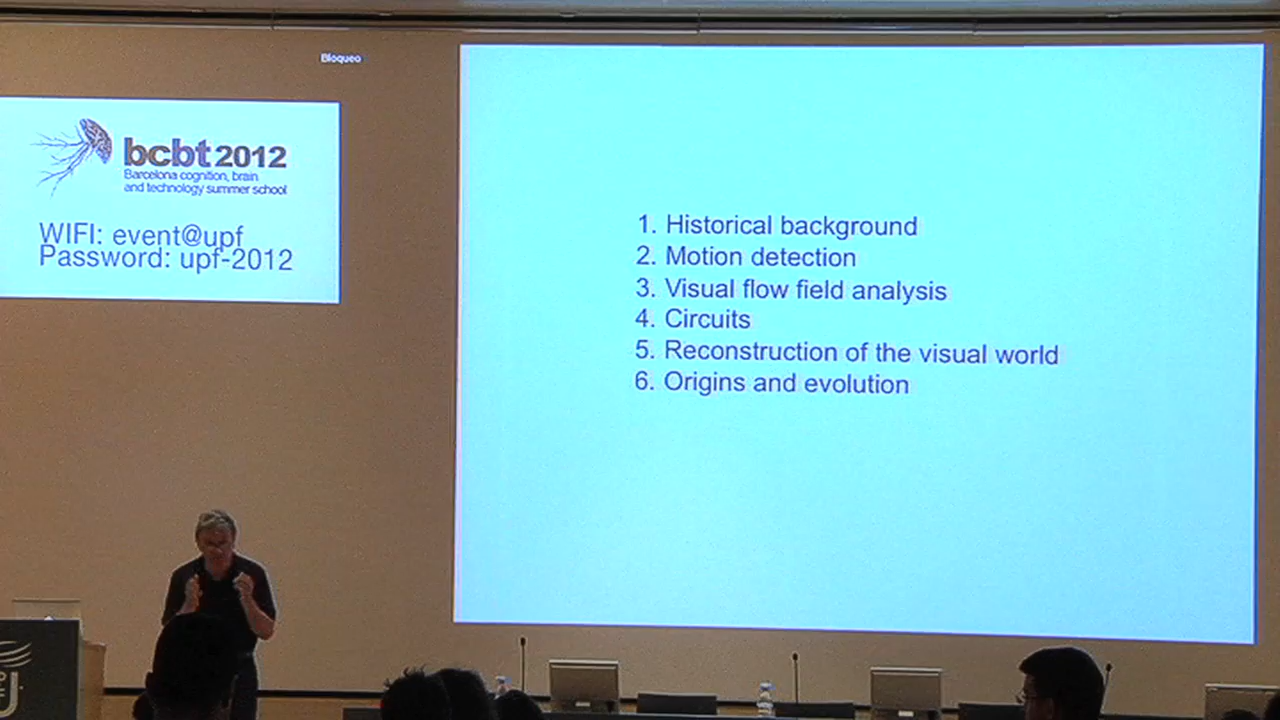 Bloqueo
bcbt 2012
Barcelona cognition, brain
and technology summer school
WIFI: event@upf
Password: upf-2012
1. Historical background
2. Motion detection
3. Visual flow field analysis
4. Circuits
5. Reconstruction of the visual world
6. Origins and evolution